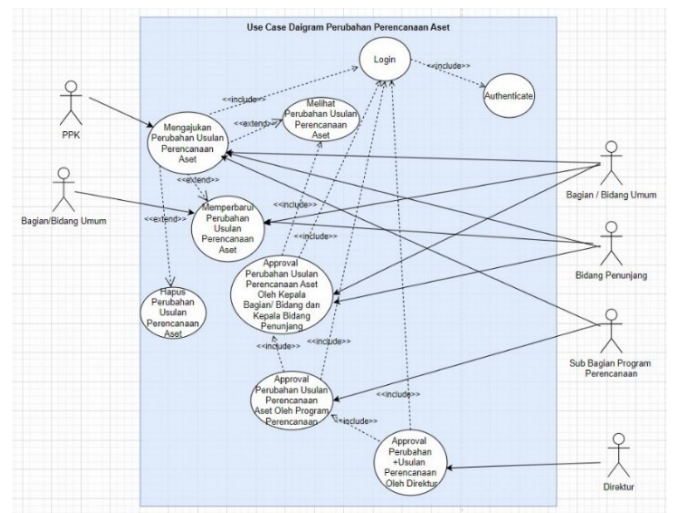 Use Case Daigram Perubahan Perencanaan Aset
Login
<<include>>
Authenticate
<<include>>
Melihat
Perubahan Usulan
Perencanaan
Aset
<<extend>>
PPK
Mengajukan
Perubahan Usulan
Perencanaan
Aset
<<extend>>
Bagian / Bidang Umum
Bagian/Bidang Umum
<<extend>>
Memperbarui
Perubahan
Usulan
Perencanaan
Aset
<<include>>
<<include>>
Bidang Penunjang
Approval
Perubahan Usulan
Perencanaan Aset
Oleh Kepala
Bagian/ Bidang dan
Kepala Bidang
Penunjang
Hapus
Perubahan
Usulan
Perencanaan
Aset
<<include>>
<<include>>
Sub Bagian Program
Perencanaan
Approval
Perubahan Usulan
Perencanaan
Aset Oleh Program
Perencanaan
<<include>>
<<include>>
Approval
Perubahan
+Usulan
Perencanaan
Oleh Direktur
Direktur